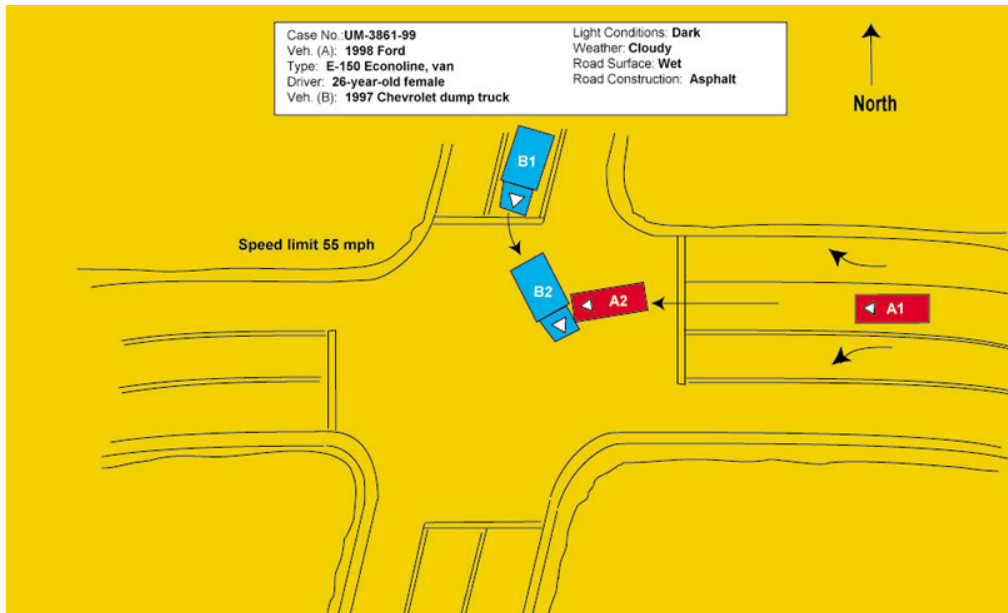 Case No.:UM-3861-99
Veh. (A): 1998 Ford
Type: E-150 Econoline, van
Driver: 26-year-old female
Veh. (B): 1997 Chevrolet dump truck
Light Conditions: Dark
Weather: Cloudy
Road Surface: Wet
Road Construction: Asphalt
North
B1
Speed limit 55 mph
B2
A2
A1